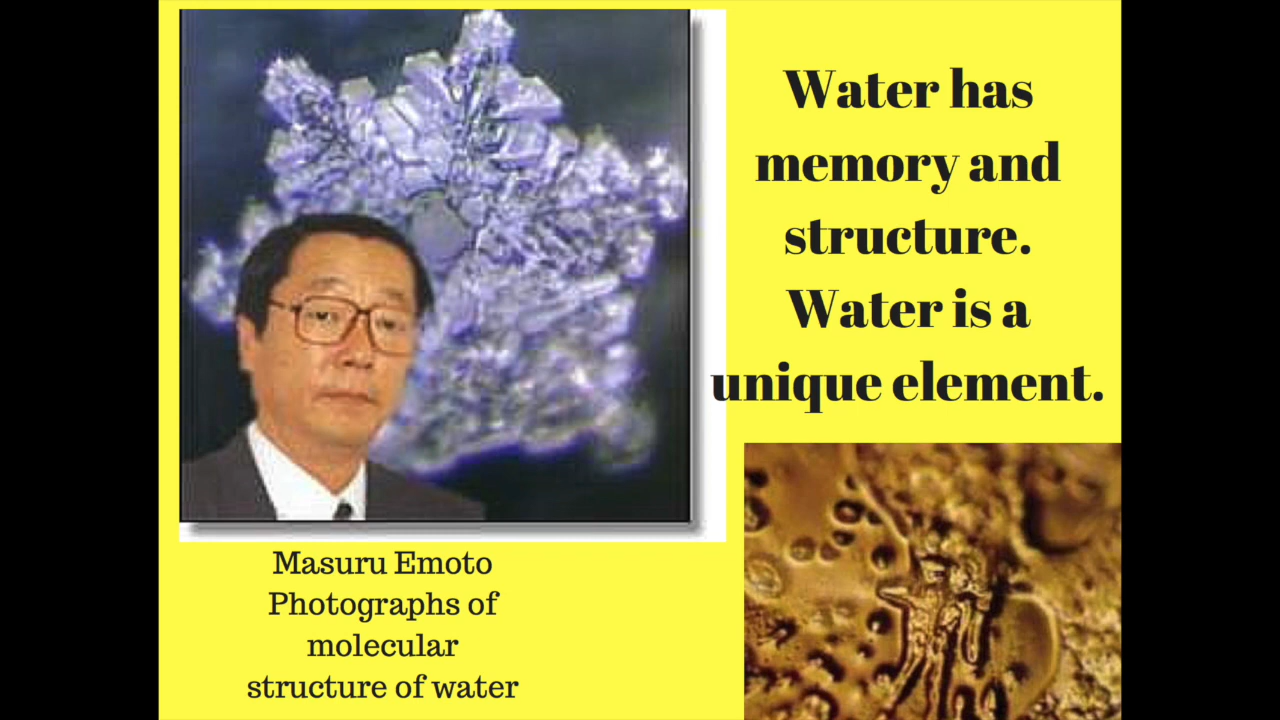 Water has
memory and
structure.
Water is a
unique element.
Masuru Emoto
Photographs of
molecular
structure of water